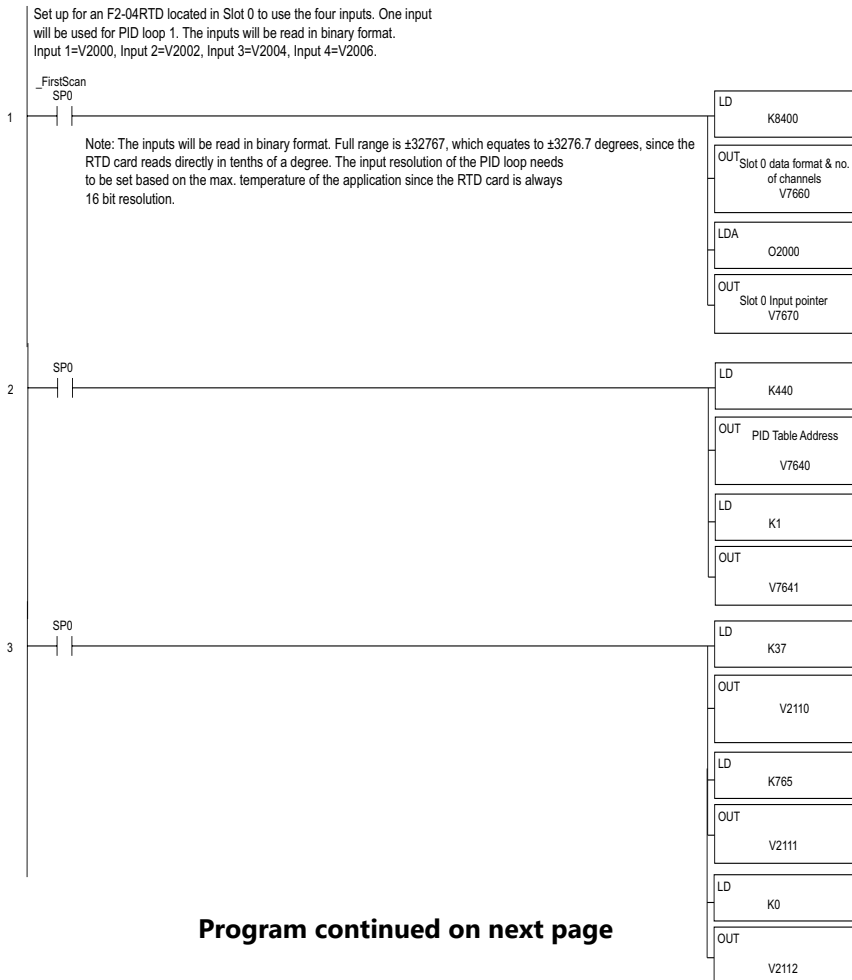 Set up for an F2-04RTD located in Slot 0 to use the four inputs. One input
will be used for PID loop 1. The inputs will be read in binary format.
Input 1=V2000, Input 2=V2002, Input 3=V2004, Input 4=V2006.
_FirstScan
SP0
1
Note: The inputs will be read in binary format. Full range is ±32767, which equates to ±3276.7 degrees, since the
RTD card reads directly in tenths of a degree. The input resolution of the PID loop needs
to be set based on the max. temperature of the application since the RTD card is always
16 bit resolution.
LD
K8400
OUT
Slot 0 data format & no.
of channels
V7660
LDA
O2000
OUT
Slot 0 Input pointer
V7670
SP0
2
LD
K440
OUT
PID Table Address
V7640
LD
K1
OUT
V7641
SP0
3
LD
K37
OUT
V2110
LD
K765
OUT
V2111
LD
K0
OUT
V2112
Program continued on next page